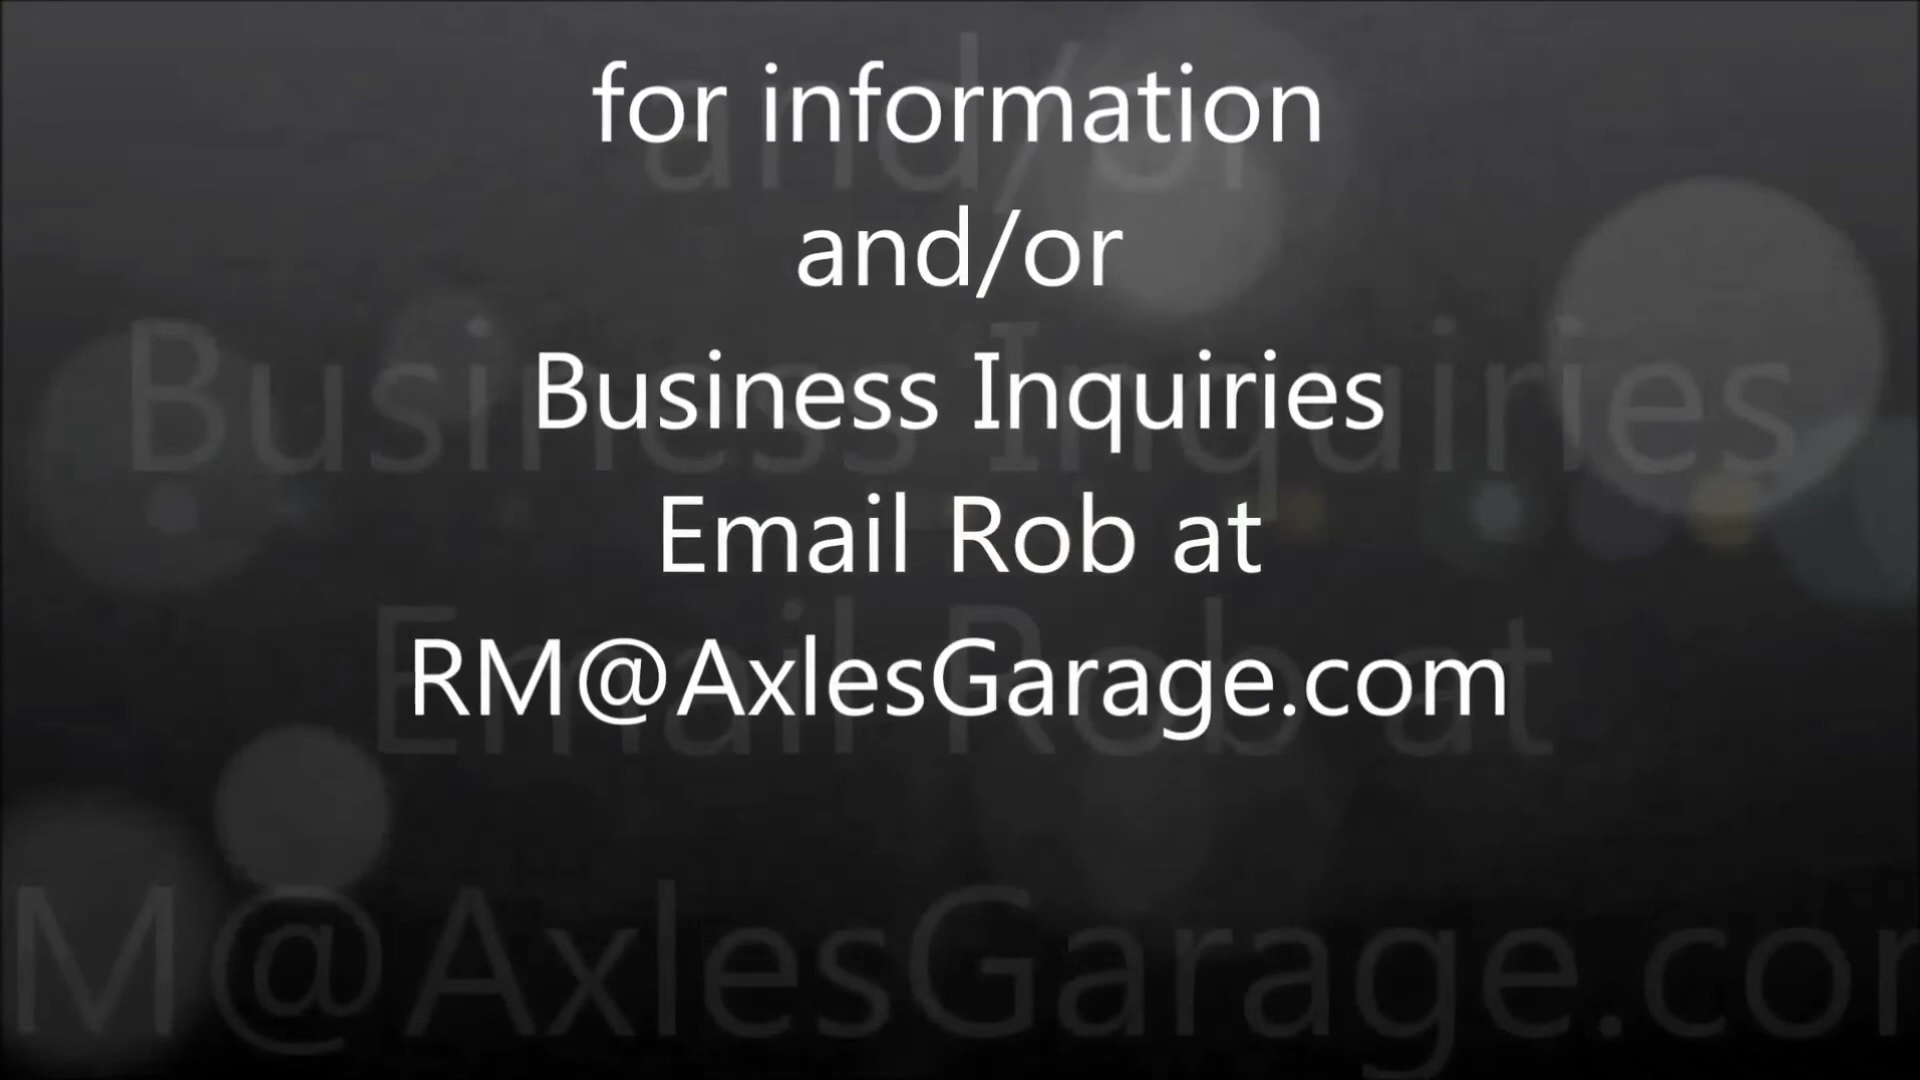 for information
and/or
Business Inquiries
Email Rob at
RM@AxlesGarage.com